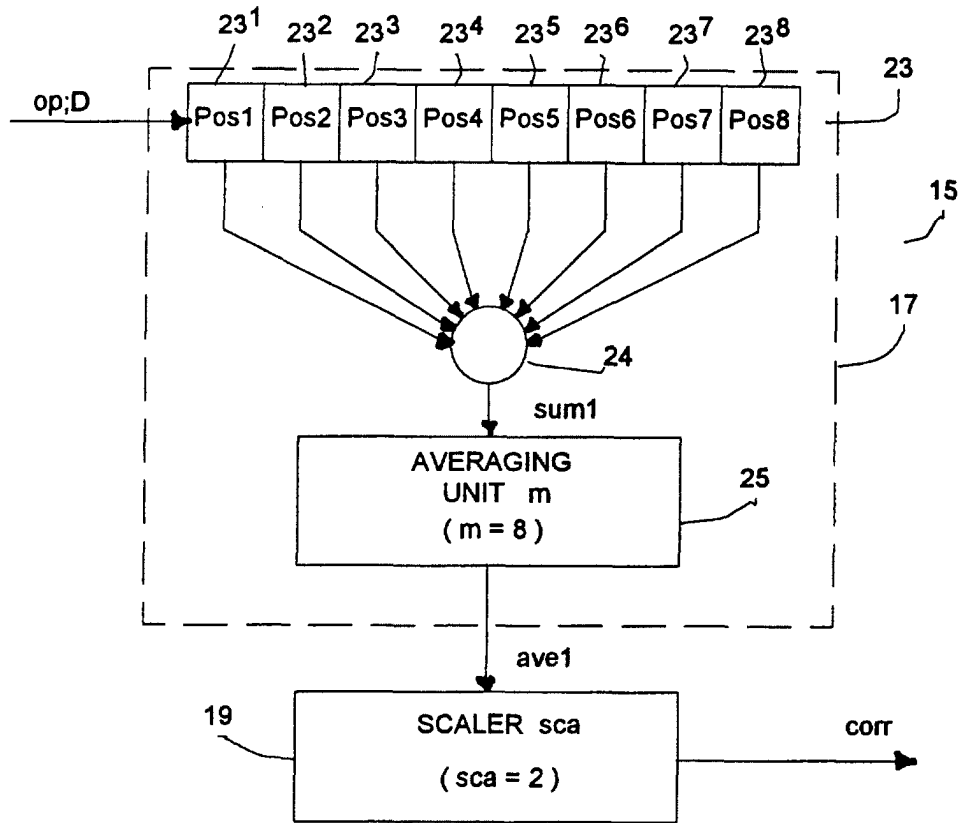 23¹ 23² 23³ 23⁴ 23⁵ 23⁶ 23⁷ 23⁸
23
op;D
Pos1 Pos2 Pos3 Pos4 Pos5 Pos6 Pos7 Pos8
15
17
24
sum1
AVERAGING
UNIT m
( m = 8 )
25
ave1
19
SCALER sca
( sca = 2 )
corr